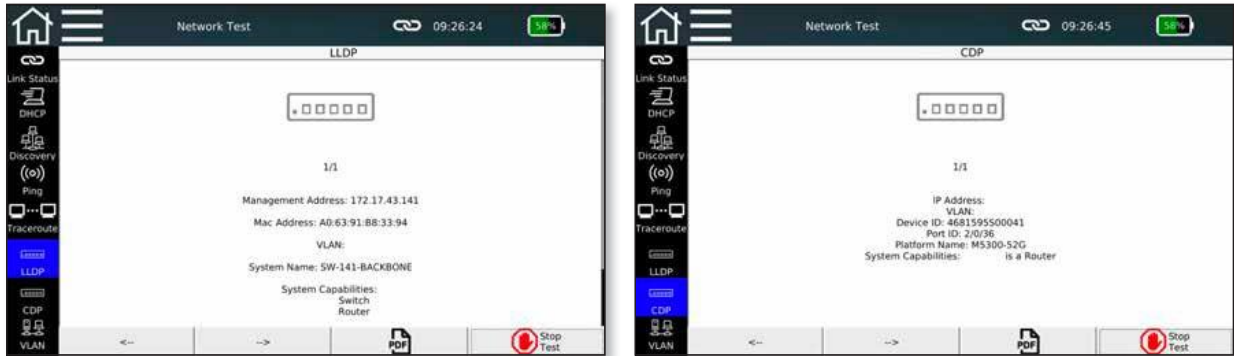 Network Test
09:26:24
58%
LLDP
Link Status
DHCP
Discovery
Ping
Traceroute
LLDP
CDP
VLAN
1/1
Management Address: 172.17.43.141
Mac Address: A0:63:91:B8:33:94
VLAN:
System Name: SW-141-BACKBONE
System Capabilities:
Switch
Router
<--
-->
PDF
Stop
Test
Network Test
09:26:45
58%
CDP
Link Status
DHCP
Discovery
Ping
Traceroute
LLDP
CDP
VLAN
1/1
IP Address:
VLAN:
Device ID: 4681595S00041
Port ID: 2/0/36
Platform Name: M5300-52G
System Capabilities: is a Router
<--
-->
PDF
Stop
Test